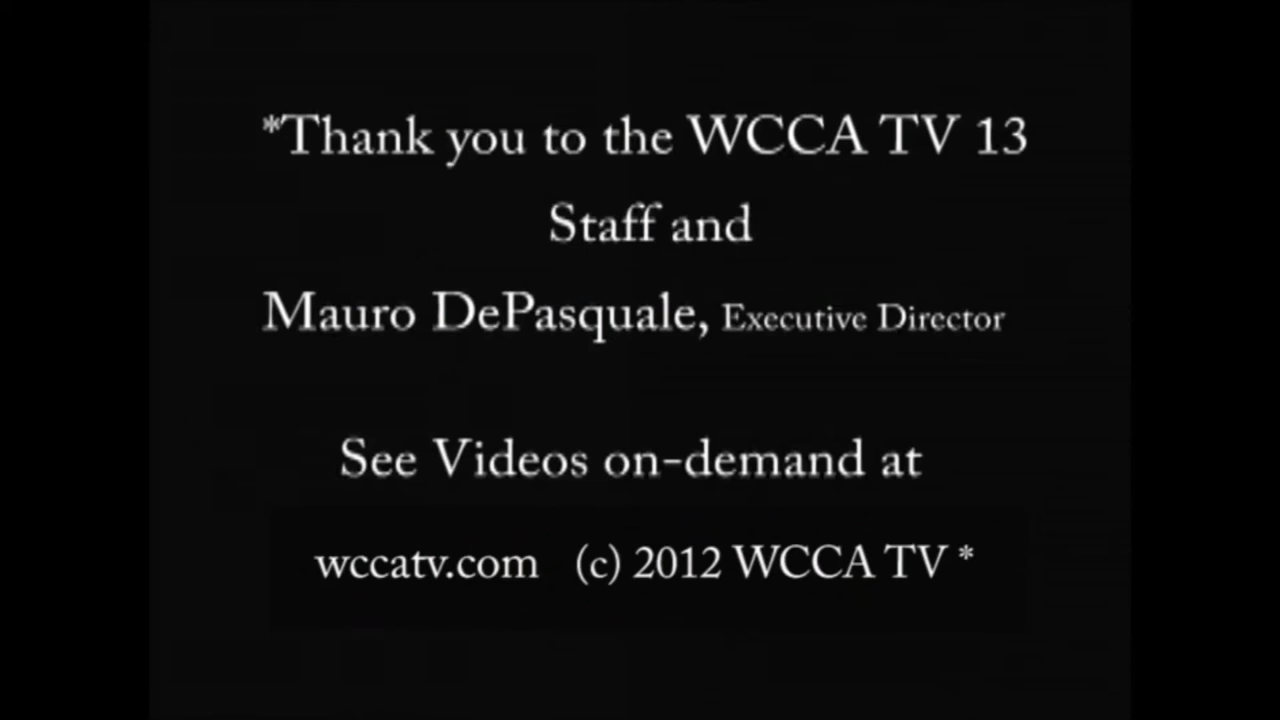 *Thank you to the WCCA TV 13
Staff and
Mauro DePasquale, Executive Director
See Videos on-demand at
wccatv.com (c) 2012 WCCA TV *